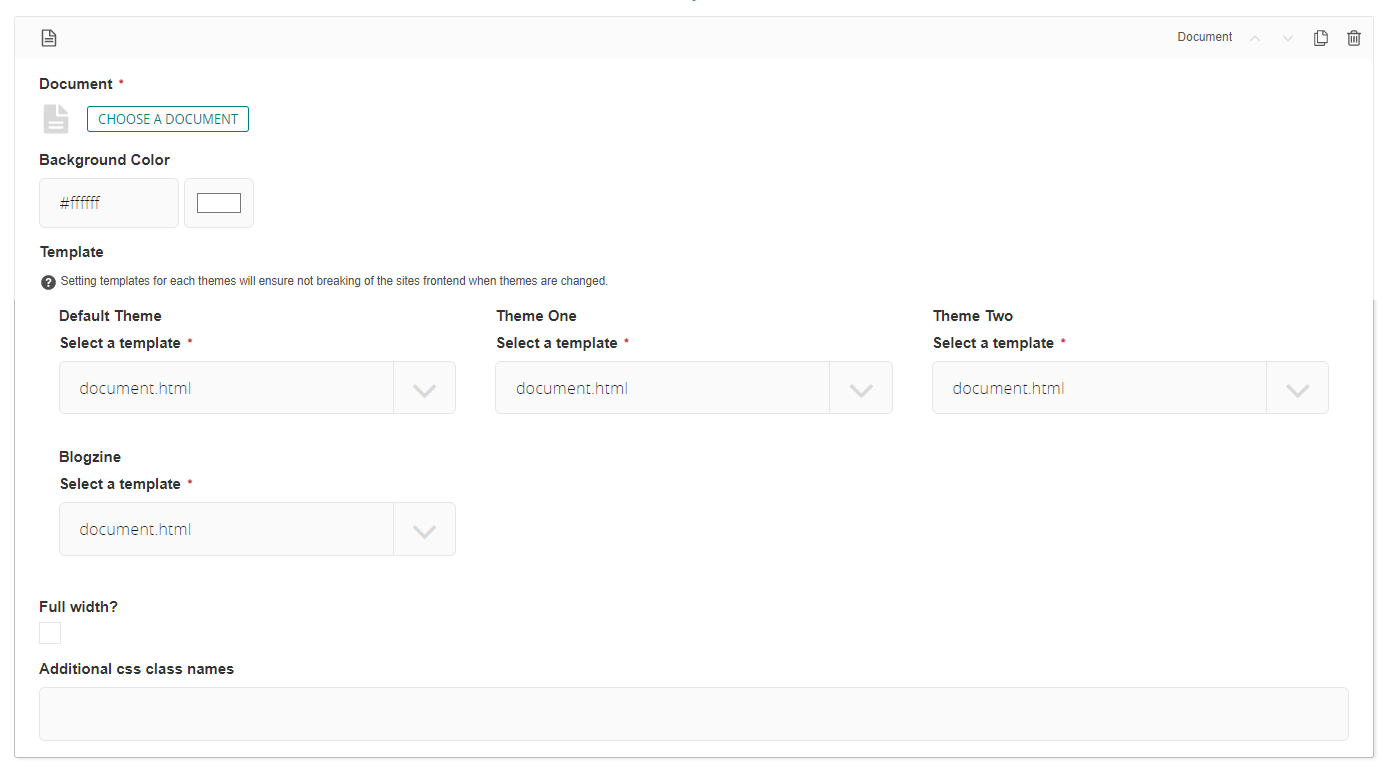 Document
Document *
CHOOSE A DOCUMENT
Background Color
#ffffff
Template
? Setting templates for each themes will ensure not breaking of the sites frontend when themes are changed.
Default Theme
Select a template *
document.html
Theme One
Select a template *
document.html
Theme Two
Select a template *
document.html
Blogzine
Select a template *
document.html
Full width?
Additional css class names